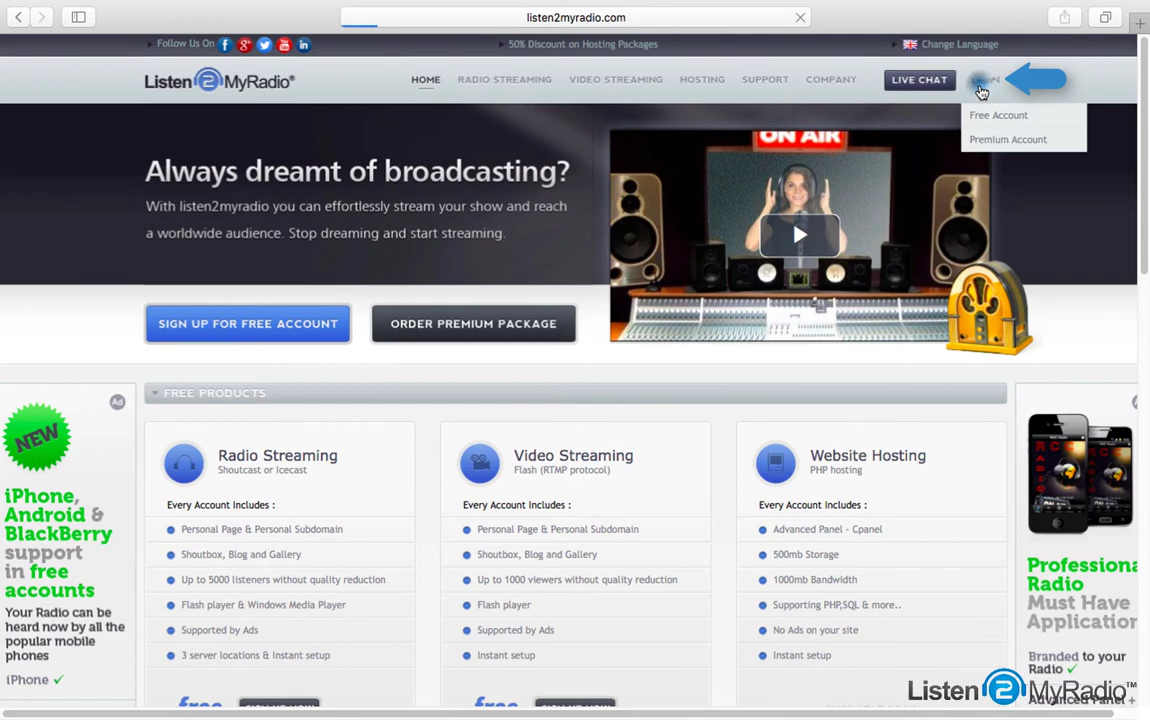 listen2myradio.com
Follow Us On
50% Discount on Hosting Packages
Change Language
Listen2MyRadio®
HOME RADIO STREAMING VIDEO STREAMING HOSTING SUPPORT COMPANY LIVE CHAT
Free Account
Premium Account
Always dreamt of broadcasting?
With listen2myradio you can effortlessly stream your show and reach
a worldwide audience. Stop dreaming and start streaming.
ON AIR
SIGN UP FOR FREE ACCOUNT
ORDER PREMIUM PACKAGE
FREE PRODUCTS
Ad
NEW
iPhone,
Android &
BlackBerry
support
in free
accounts
Your Radio can be
heard now by all the
popular mobile
phones
iPhone ✓
Radio Streaming
Shoutcast or Icecast
Every Account Includes :
Personal Page & Personal Subdomain
Shoutbox, Blog and Gallery
Up to 5000 listeners without quality reduction
Flash player & Windows Media Player
Supported by Ads
3 server locations & Instant setup
free
Video Streaming
Flash (RTMP protocol)
Every Account Includes :
Personal Page & Personal Subdomain
Shoutbox, Blog and Gallery
Up to 1000 viewers without quality reduction
Flash player
Supported by Ads
Instant setup
free
Website Hosting
PHP hosting
Every Account Includes :
Advanced Panel - Cpanel
500mb Storage
1000mb Bandwidth
Supporting PHP,SQL & more..
No Ads on your site
Instant setup
Professiona
Radio
Must Have
Application
Branded to your
Radio ✓
Advanced Panel +
Listen2MyRadio™